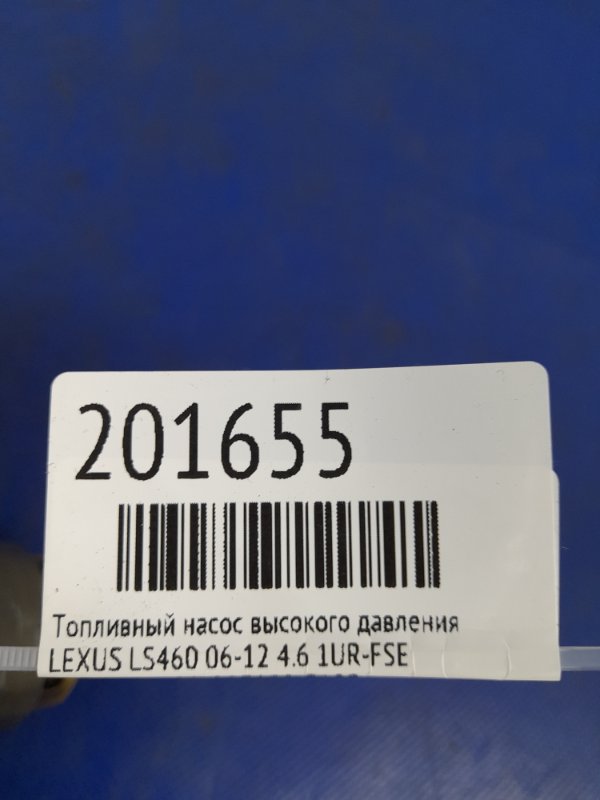 201655
Топливный насос высокого давления
LEXUS LS460 06-12 4.6 1UR-FSE